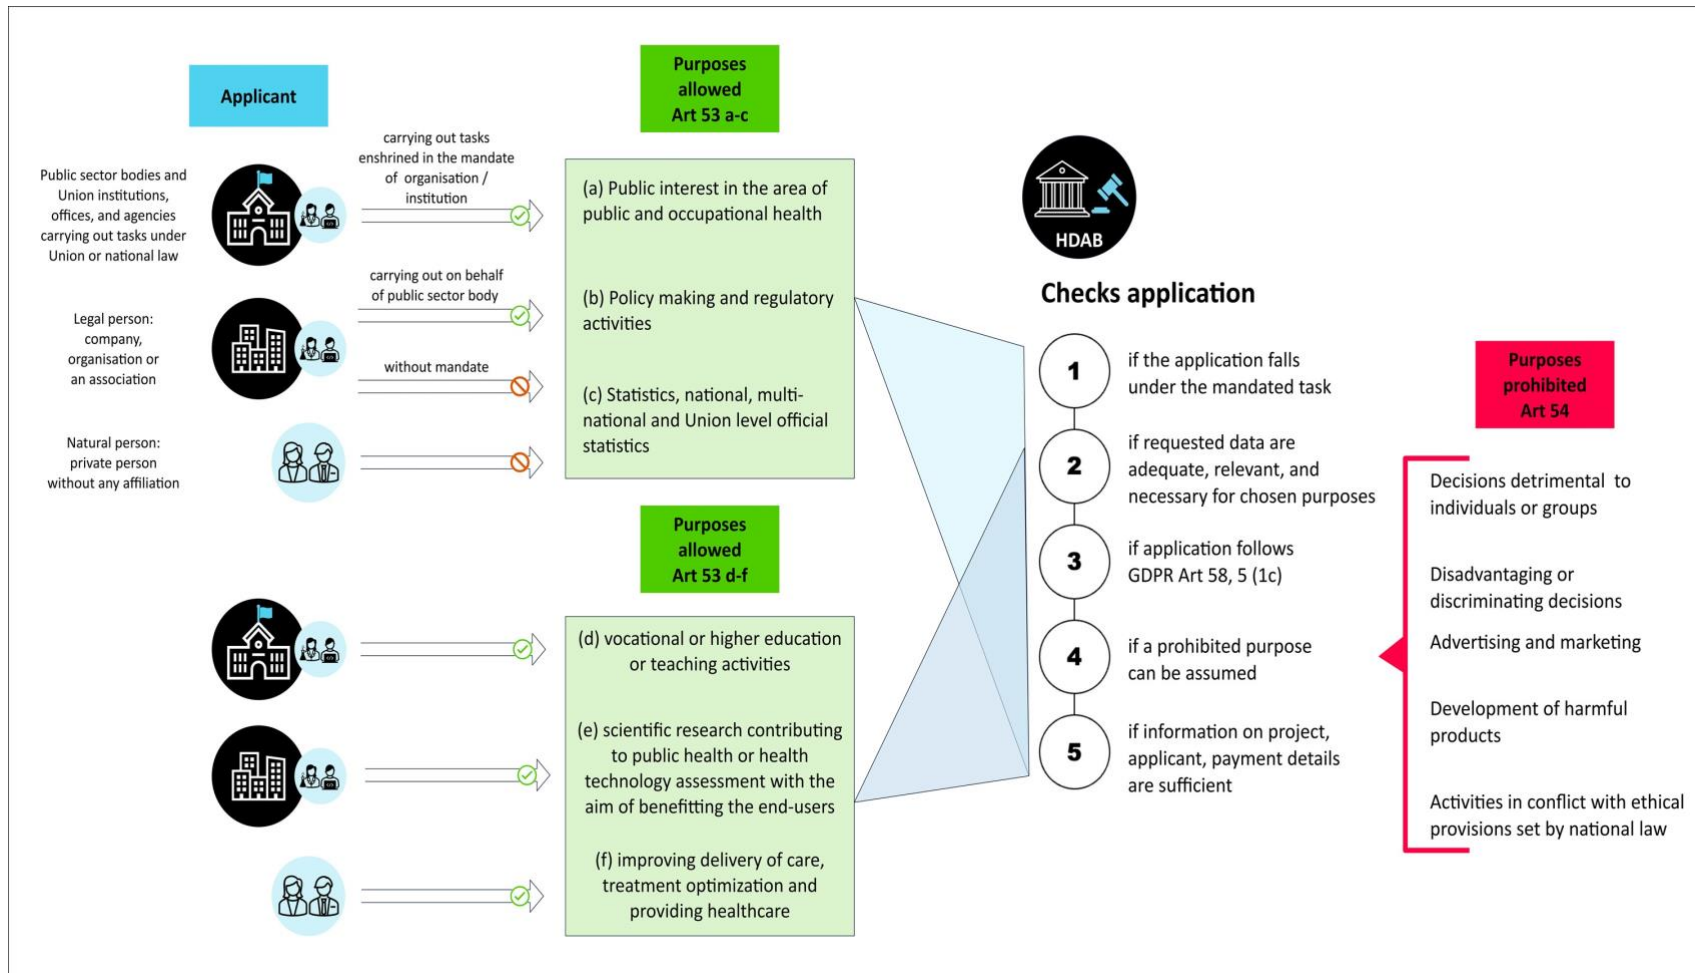 Applicant
Purposes
allowed
Art 53 a-c
Public sector bodies and
Union institutions,
offices, and agencies
carrying out tasks under
Union or national law
carrying out tasks
enshrined in the mandate
of organisation /
institution
Legal person:
company,
organisation or
an association
carrying out on behalf
of public sector body
without mandate
Natural person:
private person
without any affiliation
(a) Public interest in the area of
public and occupational health
(b) Policy making and regulatory
activities
(c) Statistics, national, multi-
national and Union level official
statistics
Purposes
allowed
Art 53 d-f
(d) vocational or higher education
or teaching activities
(e) scientific research contributing
to public health or health
technology assessment with the
aim of benefitting the end-users
(f) improving delivery of care,
treatment optimization and
providing healthcare
HDAB
Checks application
1
if the application falls
under the mandated task
2
if requested data are
adequate, relevant, and
necessary for chosen purposes
3
if application follows
GDPR Art 58, 5 (1c)
4
if a prohibited purpose
can be assumed
5
if information on project,
applicant, payment details
are sufficient
Purposes
prohibited
Art 54
Decisions detrimental to
individuals or groups
Disadvantaging or
discriminating decisions
Advertising and marketing
Development of harmful
products
Activities in conflict with ethical
provisions set by national law